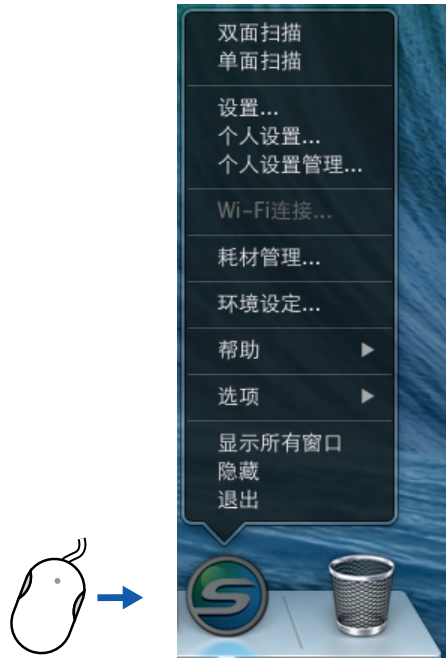 双面扫描
单面扫描
设置...
个人设置...
个人设置管理...
Wi-Fi连接...
耗材管理...
环境设定...
帮助
选项
显示所有窗口
隐藏
退出